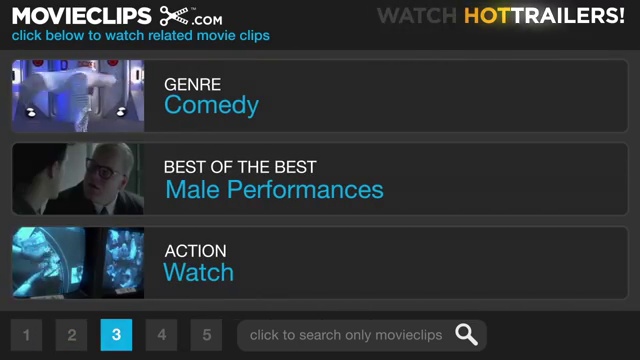 MOVIECLIPS .COM
WATCH HOTTRAILERS!
click below to watch related movie clips
GENRE
Comedy
BEST OF THE BEST
Male Performances
ACTION
Watch
1 2 3 4 5
click to search only movieclips